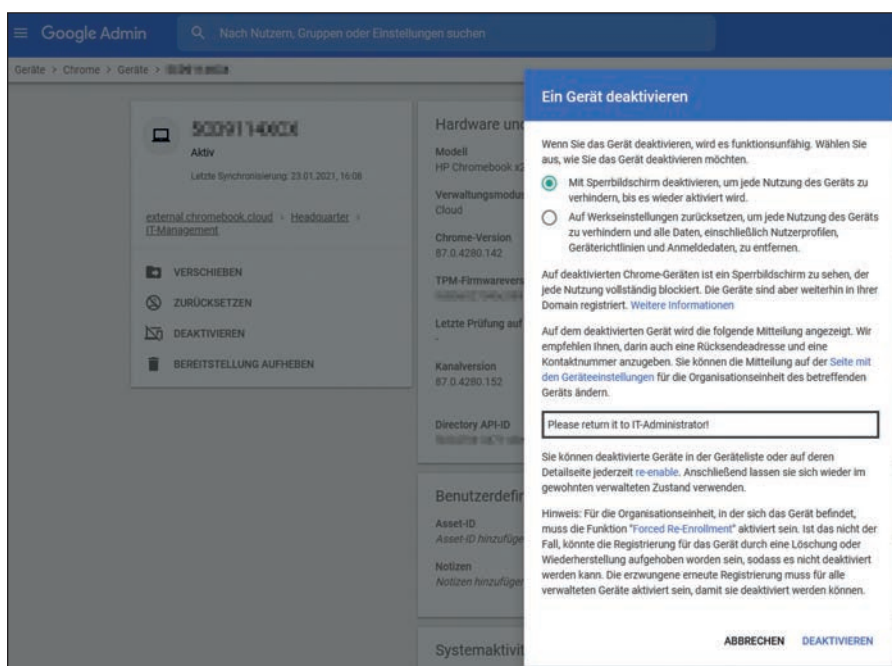 Google Admin
Nach Nutzern, Gruppen oder Einstellungen suchen
Geräte > Chrome > Geräte >
Aktiv
Letzte Synchronisierung: 23.01.2021, 16:08
external.chromebook.cloud > Headquarter >
IT-Management
VERSCHIEBEN
ZURÜCKSETZEN
DEAKTIVIEREN
BEREITSTELLUNG AUFHEBEN
Hardware und
Modell
HP Chromebook x2
Verwaltungsmodus
Cloud
Chrome-Version
87.0.4280.142
TPM-Firmwarevers
Letzte Prüfung auf
-
Kanalversion
87.0.4280.152
Directory API-ID
Benutzerdefin
Asset-ID
Asset-ID hinzufüge
Notizen
Notizen hinzufüger
Systemaktivit
Ein Gerät deaktivieren
Wenn Sie das Gerät deaktivieren, wird es funktionsunfähig. Wählen Sie
aus, wie Sie das Gerät deaktivieren möchten.
Mit Sperrbildschirm deaktivieren, um jede Nutzung des Geräts zu
verhindern, bis es wieder aktiviert wird.
Auf Werkseinstellungen zurücksetzen, um jede Nutzung des Geräts
zu verhindern und alle Daten, einschließlich Nutzerprofilen,
Geräterichtlinien und Anmeldedaten, zu entfernen.
Auf deaktivierten Chrome-Geräten ist ein Sperrbildschirm zu sehen, der
jede Nutzung vollständig blockiert. Die Geräte sind aber weiterhin in Ihrer
Domain registriert. Weitere Informationen
Auf dem deaktivierten Gerät wird die folgende Mitteilung angezeigt. Wir
empfehlen Ihnen, darin auch eine Rücksendeadresse und eine
Kontaktnummer anzugeben. Sie können die Mitteilung auf der Seite mit
den Geräteeinstellungen für die Organisationseinheit des betreffenden
Geräts ändern.
Please return it to IT-Administrator!
Sie können deaktivierte Geräte in der Geräteliste oder auf deren
Detailseite jederzeit re-enable. Anschließend lassen sie sich wieder im
gewohnten verwalteten Zustand verwenden.
Hinweis: Für die Organisationseinheit, in der sich das Gerät befindet,
muss die Funktion "Forced Re-Enrollment" aktiviert sein. Ist das nicht der
Fall, könnte die Registrierung für das Gerät durch eine Löschung oder
Wiederherstellung aufgehoben worden sein, sodass es nicht deaktiviert
werden kann. Die erzwungene erneute Registrierung muss für alle
verwalteten Geräte aktiviert sein, damit sie deaktiviert werden können.
ABBRECHEN DEAKTIVIEREN